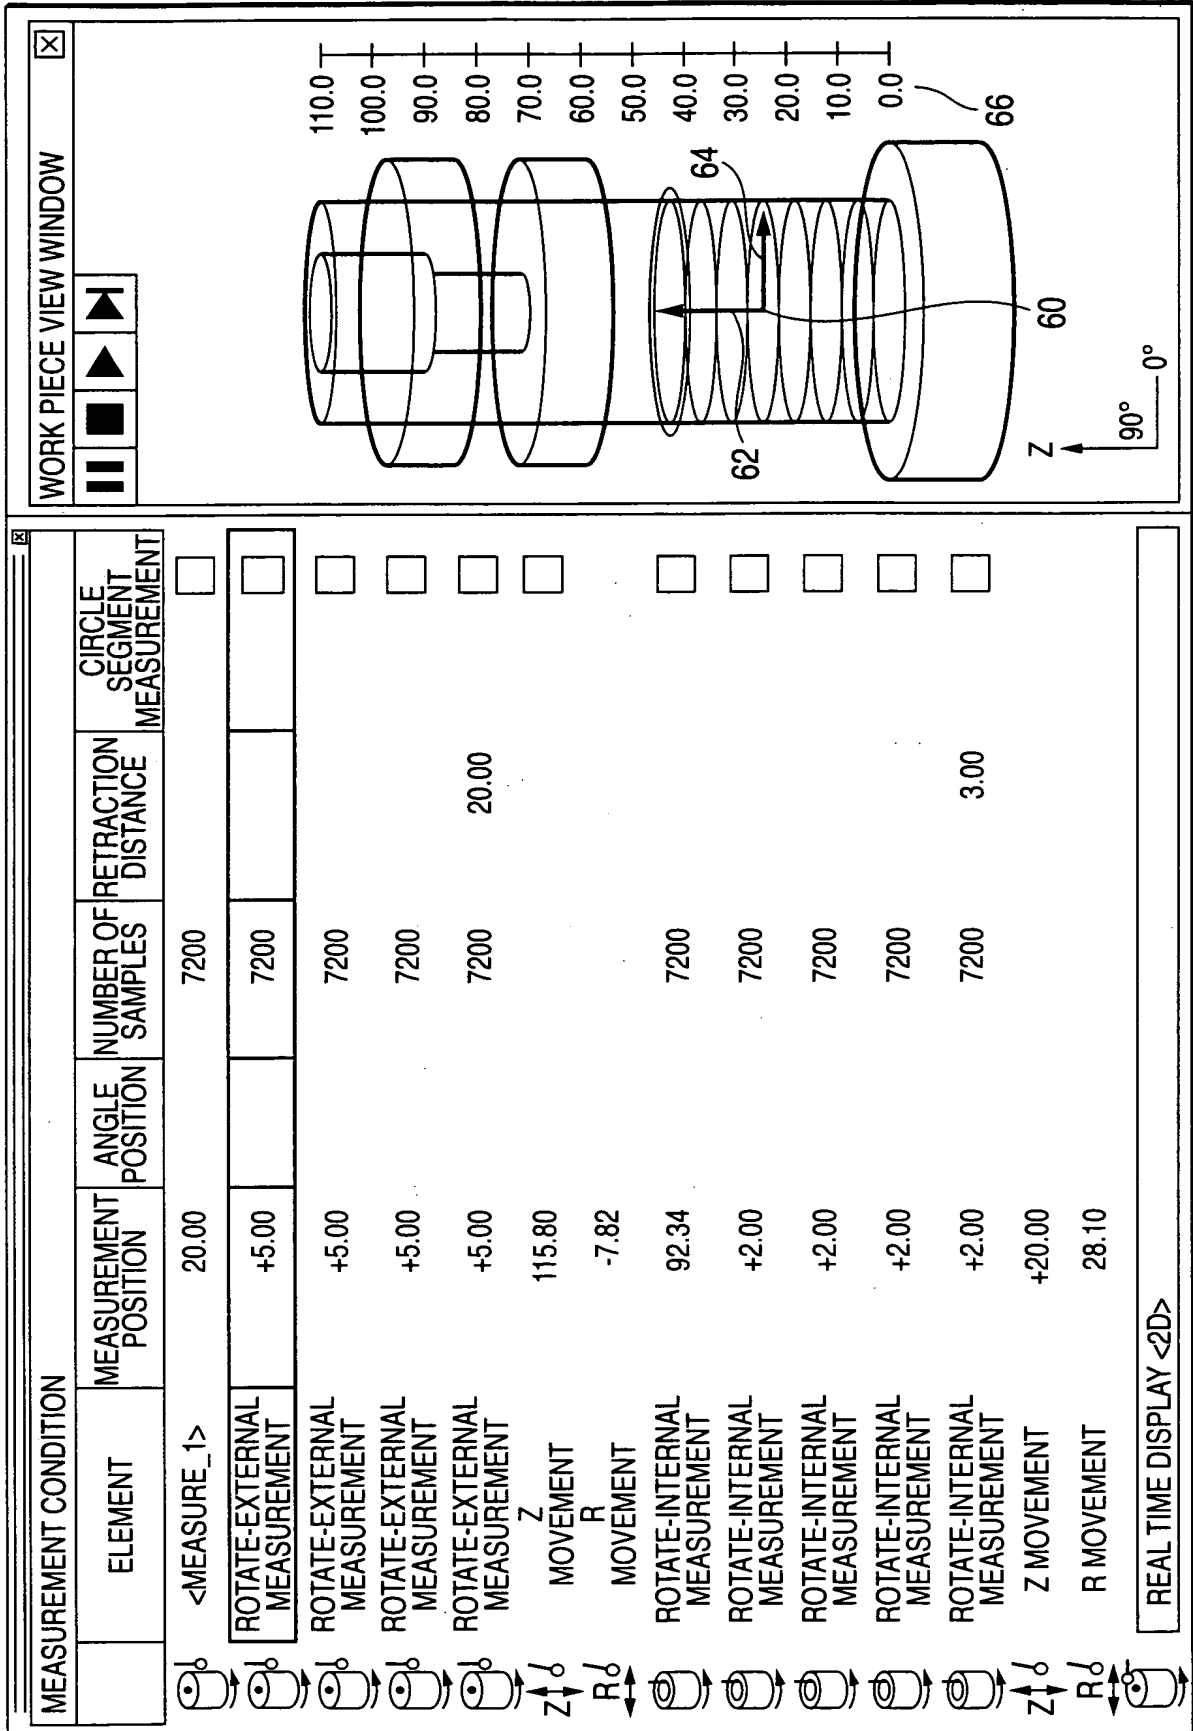 MEASUREMENT CONDITION
ELEMENT
MEASUREMENT
POSITION
ANGLE
POSITION
NUMBER OF
SAMPLES
RETRACTION
DISTANCE
CIRCLE
SEGMENT
MEASUREMENT
<MEASURE_1> 20.00 7200
ROTATE-EXTERNAL
MEASUREMENT
+5.00 7200
ROTATE-EXTERNAL
MEASUREMENT
+5.00 7200
ROTATE-EXTERNAL
MEASUREMENT
+5.00 7200
ROTATE-EXTERNAL
MEASUREMENT
+5.00 7200 20.00
Z
Z
MOVEMENT
115.80
R
R
MOVEMENT
-7.82
ROTATE-INTERNAL
MEASUREMENT
92.34 7200
ROTATE-INTERNAL
MEASUREMENT
+2.00 7200
ROTATE-INTERNAL
MEASUREMENT
+2.00 7200
ROTATE-INTERNAL
MEASUREMENT
+2.00 7200
ROTATE-INTERNAL
MEASUREMENT
+2.00 7200 3.00
Z
Z MOVEMENT +20.00
R
R MOVEMENT 28.10
REAL TIME DISPLAY <2D>
WORK PIECE VIEW WINDOW
110.0
100.0
90.0
80.0
70.0
60.0
50.0
40.0
30.0
20.0
10.0
0.0
66
64
62
60
Z
90°
0°